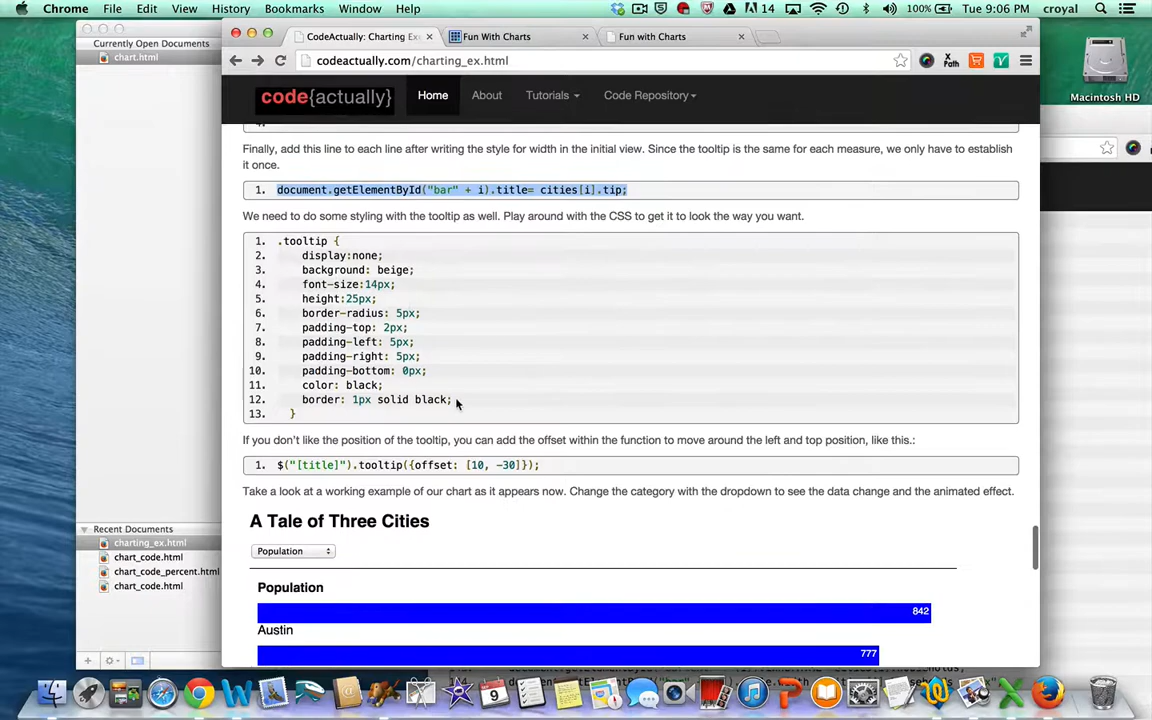 Chrome File Edit View History Bookmarks Window Help 14 100% Tue 9:06 PM croyal
Currently Open Documents
chart.html
CodeActually: Charting Ex Fun With Charts Fun with Charts
codeactually.com/charting_ex.html
X Path
Macintosh HD
code{actually} Home About Tutorials Code Repository
4.
Finally, add this line to each line after writing the style for width in the initial view. Since the tooltip is the same for each measure, we only have to establish
it once.
1. document.getElementById("bar" + i).title= cities[i].tip;
We need to do some styling with the tooltip as well. Play around with the CSS to get it to look the way you want.
1. .tooltip {
2. display:none;
3. background: beige;
4. font-size:14px;
5. height:25px;
6. border-radius: 5px;
7. padding-top: 2px;
8. padding-left: 5px;
9. padding-right: 5px;
10. padding-bottom: 0px;
11. color: black;
12. border: 1px solid black;
13. }
If you don't like the position of the tooltip, you can add the offset within the function to move around the left and top position, like this.:
1. $("[title]").tooltip({offset: [10, -30]});
Take a look at a working example of our chart as it appears now. Change the category with the dropdown to see the data change and the animated effect.
A Tale of Three Cities
Population
Population
842
Austin
777
Recent Documents
charting_ex.html
chart_code.html
chart_code_percent.html
chart_code.html